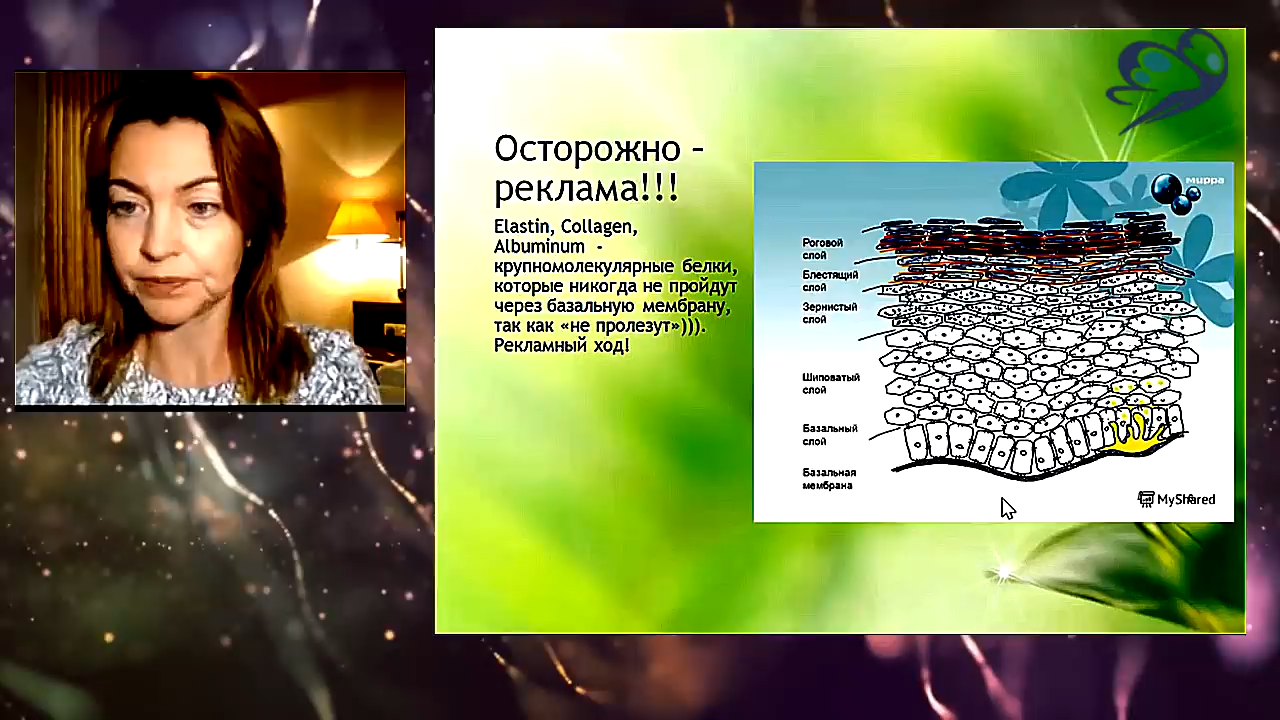 Осторожно –
реклама!!!
Elastin, Collagen,
Albuminum -
крупномолекулярные белки,
которые никогда не пройдут
через базальную мембрану,
так как «не пролезут»))).
Рекламный ход!
мирра
Роговой
слой
Блестящий
слой
Зернистый
слой
Шиповатый
слой
Базальный
слой
Базальная
мембрана
MyShared